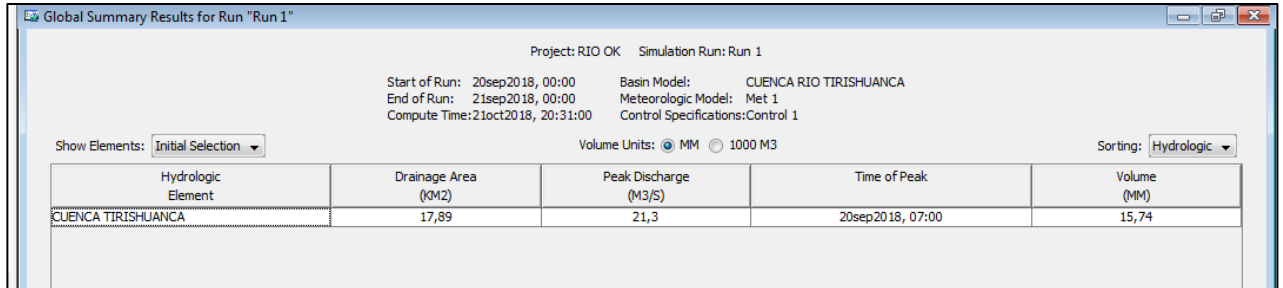 Global Summary Results for Run "Run 1"
Project: RIO OK Simulation Run: Run 1
Start of Run: 20sep2018, 00:00 Basin Model: CUENCA RIO TIRISHUANCA
End of Run: 21sep2018, 00:00 Meteorologic Model: Met 1
Compute Time:21oct2018, 20:31:00 Control Specifications:Control 1
Show Elements: Initial Selection Volume Units: MM 1000 M3 Sorting: Hydrologic
Hydrologic Drainage Area Peak Discharge Time of Peak Volume
Element (KM2) (M3/S) (MM)
CUENCA TIRISHUANCA 17,89 21,3 20sep2018, 07:00 15,74